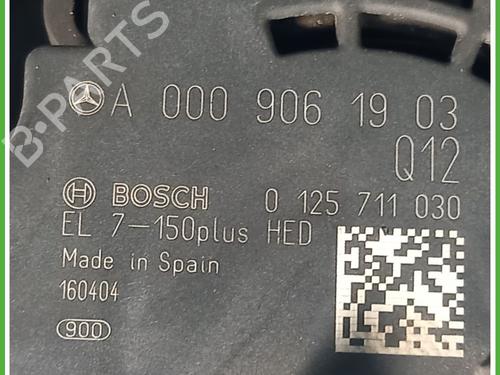 B-PARTS
A 000 906 19 03
Q12
BOSCH 0 125 711 030
EL 7-150plus HED
Made in Spain
160404
900